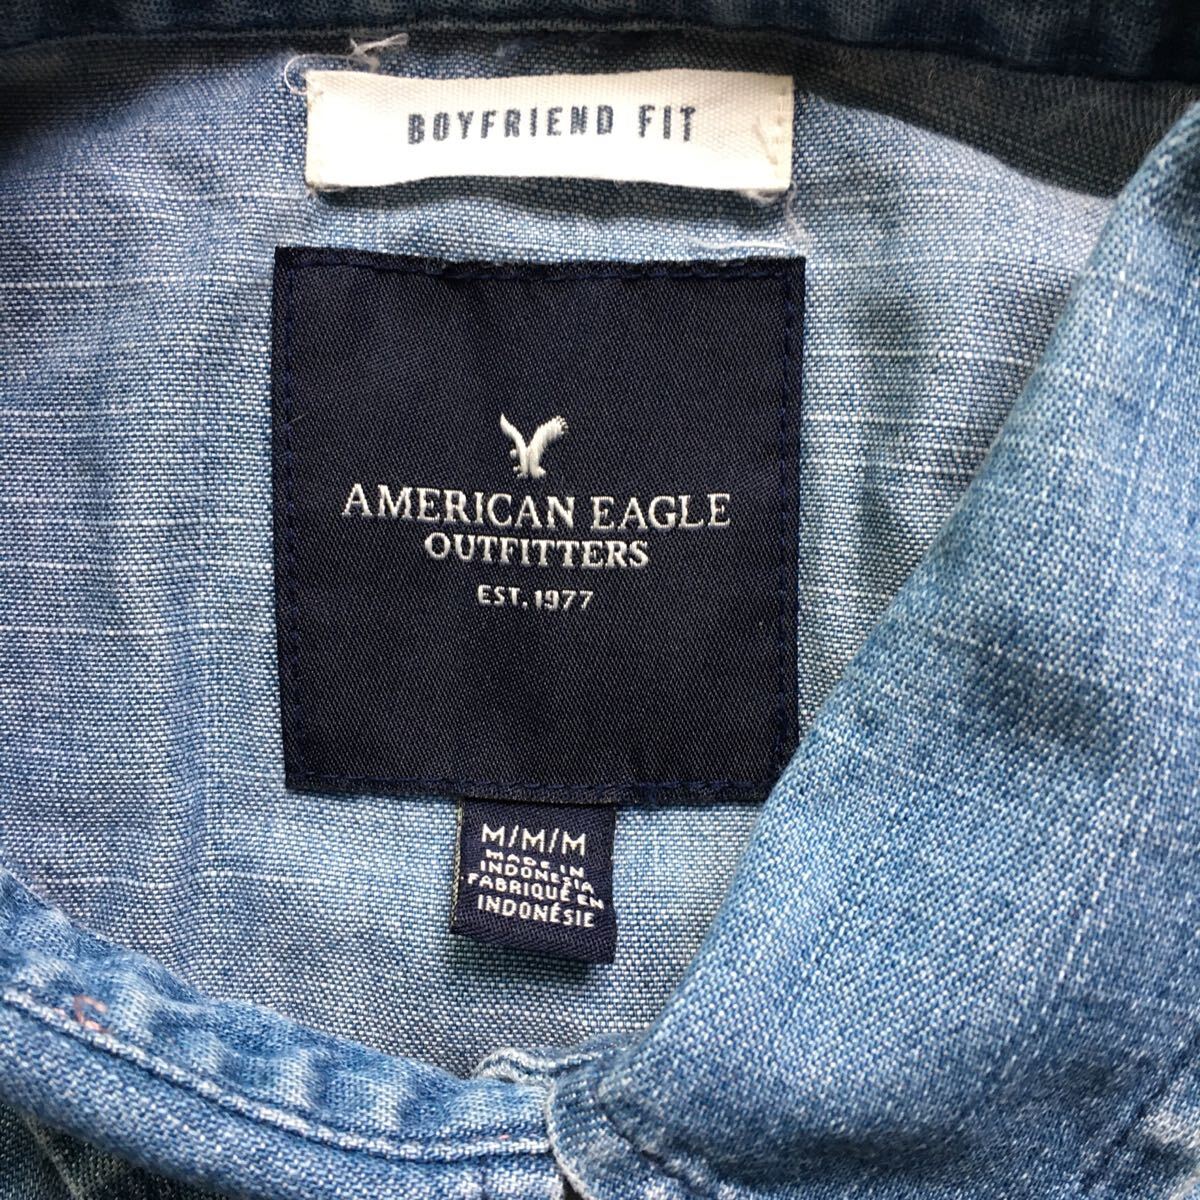 BOYFRIEND FIT
AMERICAN EAGLE
OUTFITTERS
EST. 1977
M/M/M
MADE IN
INDONESIA
FABRIQUÉ EN
INDONÉSIE